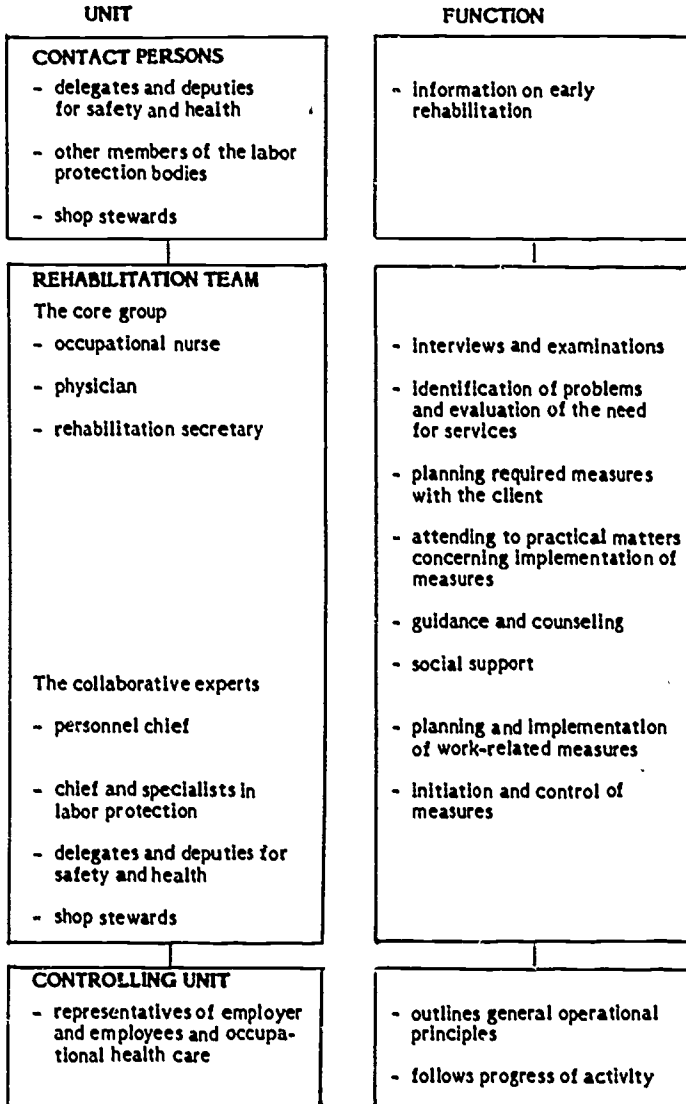 UNIT
FUNCTION
CONTACT PERSONS
- delegates and deputies
for safety and health
- other members of the labor
protection bodies
- shop stewards
- information on early
rehabilitation
REHABILITATION TEAM
The core group
- occupational nurse
- physician
- rehabilitation secretary
The collaborative experts
- personnel chief
- chief and specialists in
labor protection
- delegates and deputies for
safety and health
- shop stewards
- interviews and examinations
- identification of problems
and evaluation of the need
for services
- planning required measures
with the client
- attending to practical matters
concerning implementation of
measures
- guidance and counseling
- social support
- planning and implementation
of work-related measures
- initiation and control of
measures
CONTROLLING UNIT
- representatives of employer
and employees and occupa-
tional health care
- outlines general operational
principles
- follows progress of activity